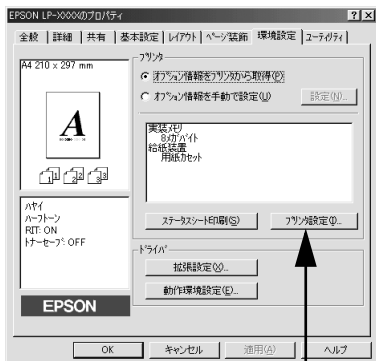 EPSON LP-XXXXのプロパティ
全般 詳細 共有 基本設定 レイアウト ページ装飾 環境設定 ユーティリティ
A4 210 x 297 mm
A
1 1 2 2 3 3
ハヤイ
ハーフトーン
RIT: ON
トナーセーブ: OFF
EPSON
プリンタ
オプション情報をプリンタから取得(P)
オプション情報を手動で設定(U)
設定(N)...
実装メモリ
8メガバイト
給紙装置
用紙カセット
ステータスシート印刷(S)
プリンタ設定(I)...
ドライバ
拡張設定(X)...
動作環境設定(E)...
OK キャンセル 適用(A) ヘルプ